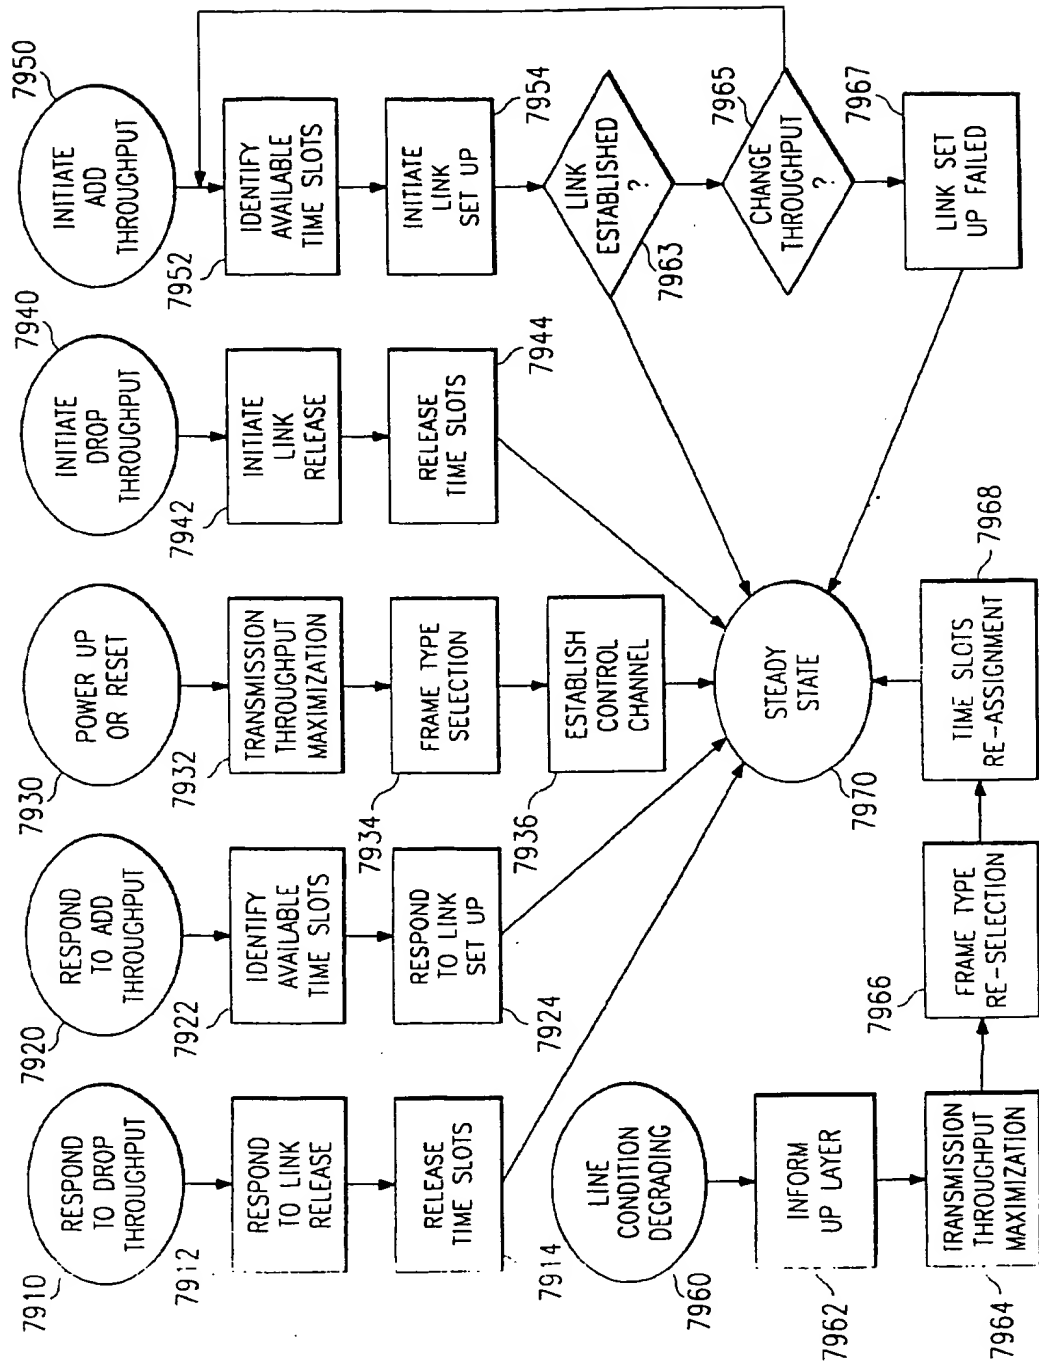 7910
RESPOND
TO DROP
THROUGHPUT
7912
RESPOND
TO LINK
RELEASE
RELEASE
TIME SLOTS
7914
7920
RESPOND
TO ADD
THROUGHPUT
7922
IDENTIFY
AVAILABLE
TIME SLOTS
RESPOND
TO LINK
SET UP
7924
7930
POWER UP
OR RESET
7932
TRANSMISSION
THROUGHPUT
MAXIMIZATION
7934
FRAME TYPE
SELECTION
7936
ESTABLISH
CONTROL
CHANNEL
7940
INITIATE
DROP
THROUGHPUT
7942
INITIATE
LINK
RELEASE
RELEASE
TIME SLOTS
7944
7950
INITIATE
ADD
THROUGHPUT
7952
IDENTIFY
AVAILABLE
TIME SLOTS
INITIATE
LINK
SET UP
7954
LINK
ESTABLISHED
?
7963
CHANGE
THROUGHPUT
?
7965
LINK SET
UP FAILED
7967
7960
LINE
CONDITION
DEGRADING
7962
INFORM
UP LAYER
7964
TRANSMISSION
THROUGHPUT
MAXIMIZATION
7966
FRAME TYPE
RE-SELECTION
TIME SLOTS
RE-ASSIGNMENT
7968
STEADY
STATE
7970